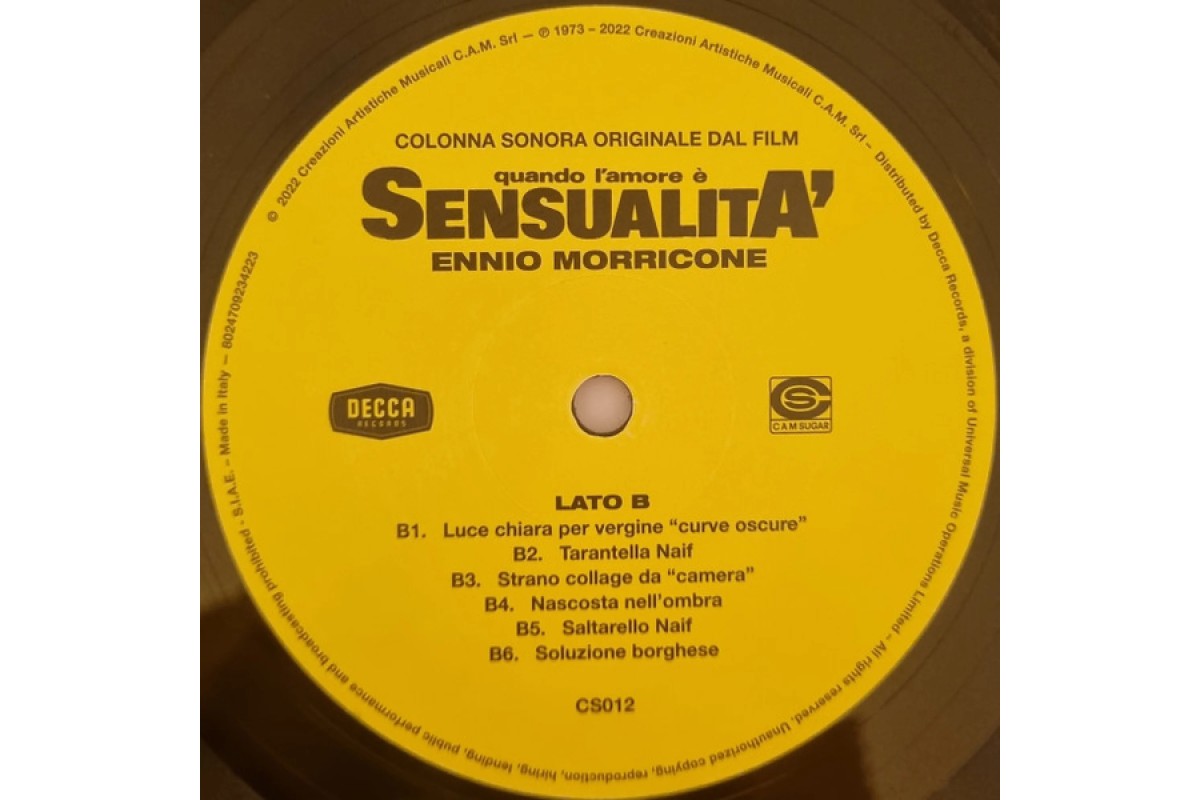 © 2022 Creazioni Artistiche Musicali C.A.M. Srl – ℗ 1973 – 2022 Creazioni Artistiche Musicali C.A.M. Srl – Distributed by Decca Records, a division of Universal Music Operations Limited – All rights reserved. Unauthorized copying, reproduction, hiring, lending, public performance and broadcasting prohibited - S.I.A.E. – Made in Italy – 8024709234223
COLONNA SONORA ORIGINALE DAL FILM
quando l'amore è
SENSUALITA'
ENNIO MORRICONE
DECCA
RECORDS
CS
CAM SUGAR
LATO B
B1. Luce chiara per vergine “curve oscure”
B2. Tarantella Naif
B3. Strano collage da “camera”
B4. Nascosta nell'ombra
B5. Saltarello Naif
B6. Soluzione borghese
CS012